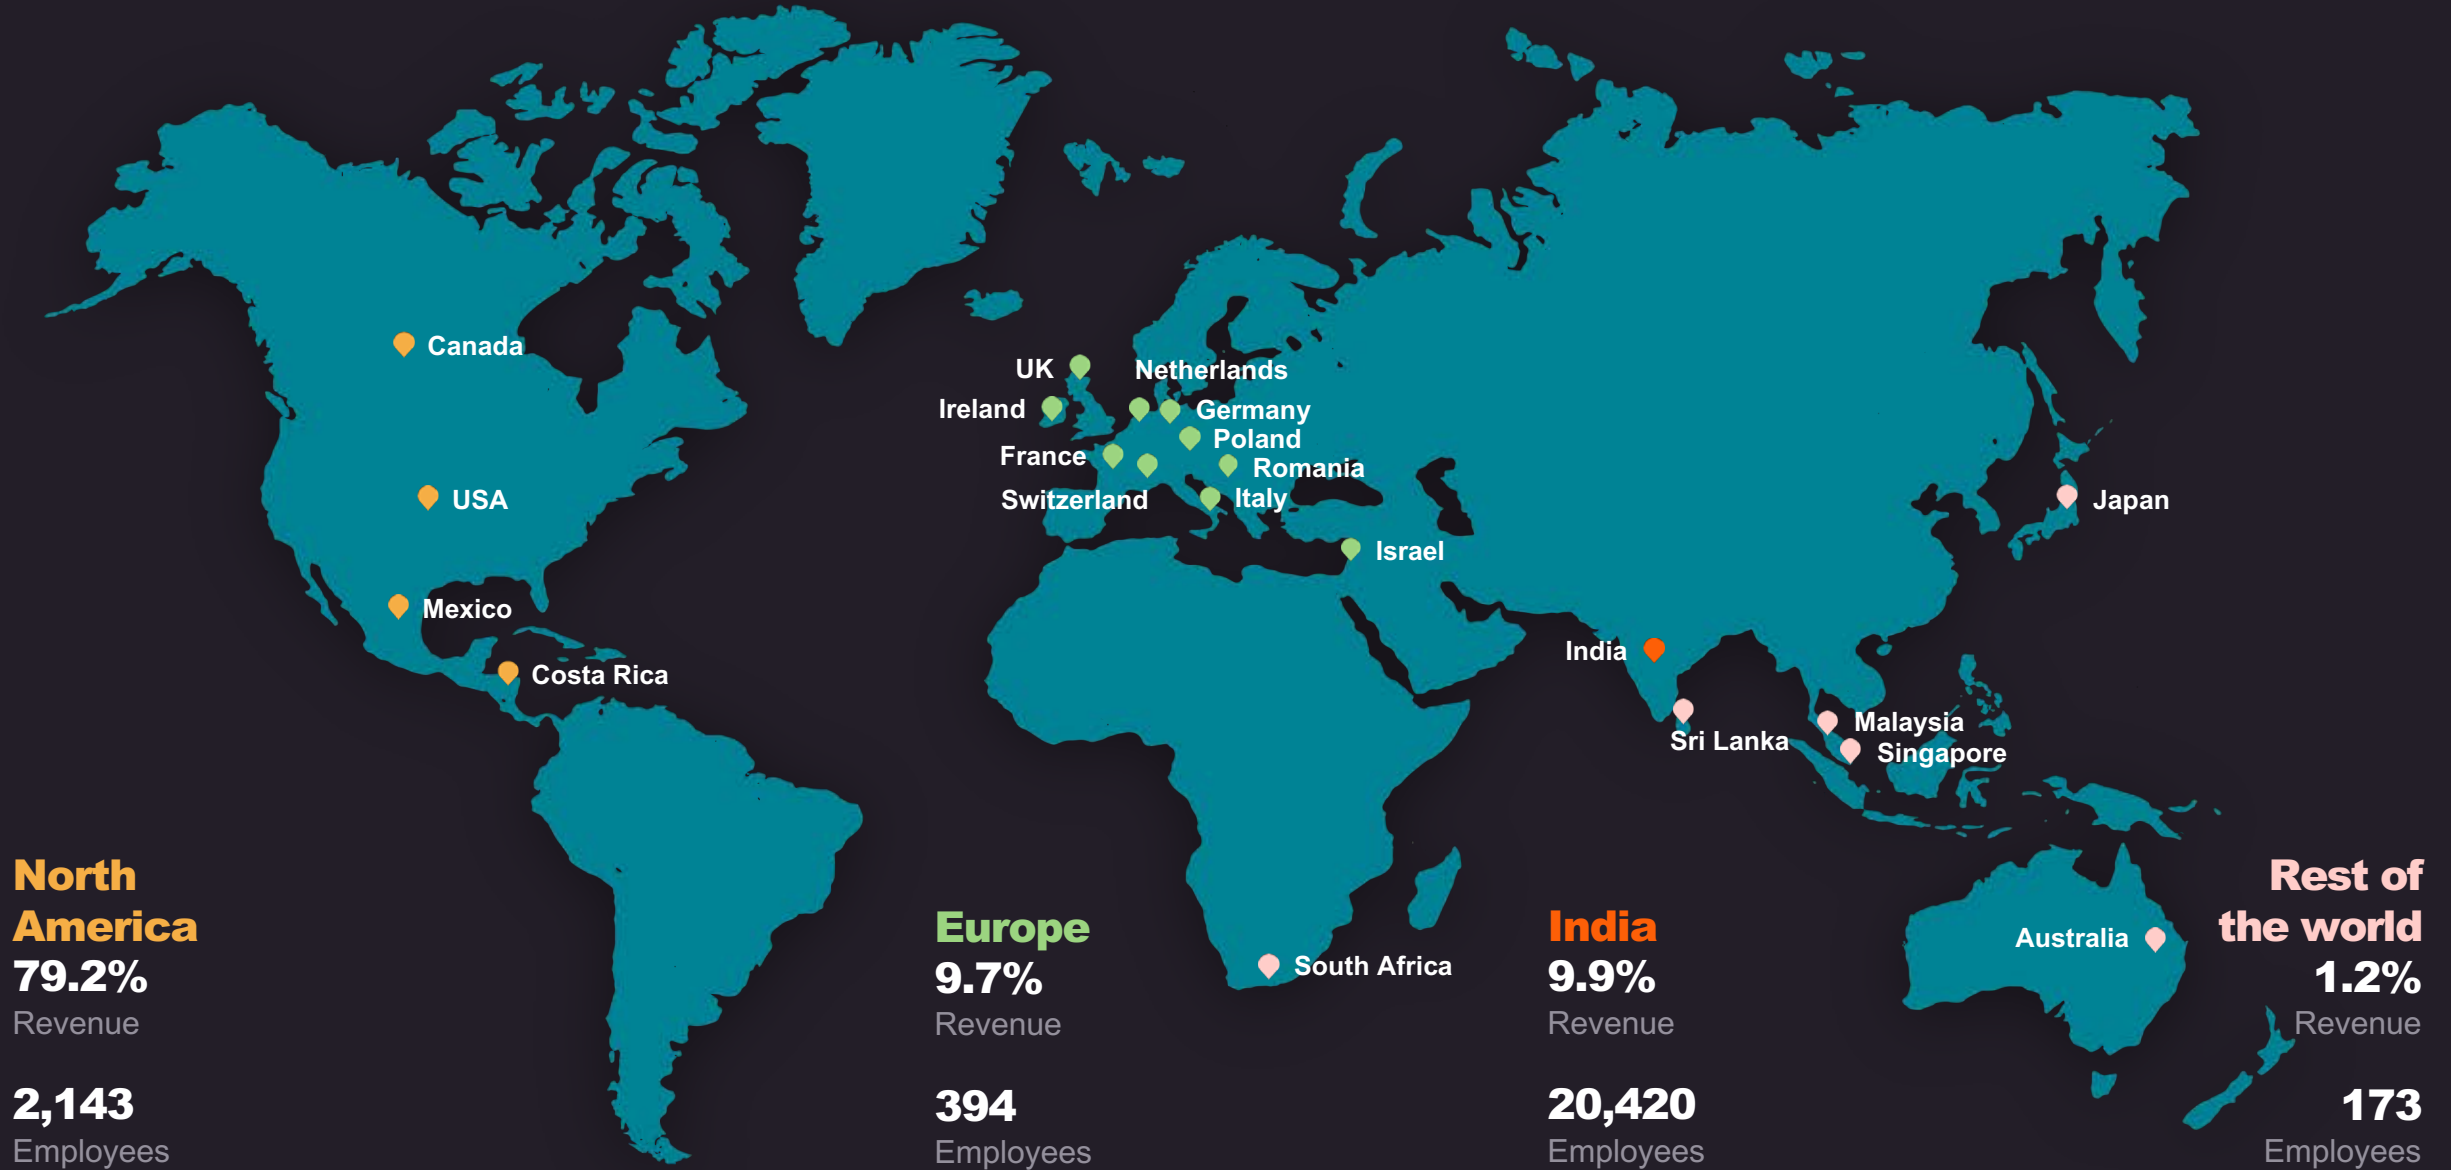 Canada
USA
Mexico
Costa Rica
UK
Netherlands
Ireland
Germany
Poland
France
Romania
Switzerland
Italy
Israel
Japan
India
Sri Lanka
Malaysia
Singapore
South Africa
Australia
North
America
79.2%
Revenue
2,143
Employees
Europe
9.7%
Revenue
394
Employees
India
9.9%
Revenue
20,420
Employees
Rest of
the world
1.2%
Revenue
173
Employees